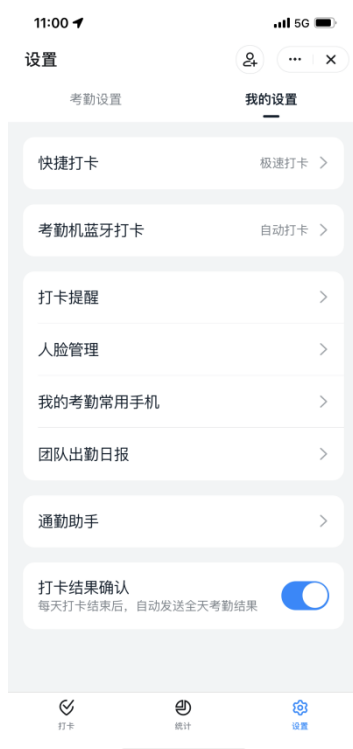 11:00
5G
设置
考勤设置
我的设置
快捷打卡
极速打卡
考勤机蓝牙打卡
自动打卡
打卡提醒
人脸管理
我的考勤常用手机
团队出勤日报
通勤助手
打卡结果确认
每天打卡结束后，自动发送全天考勤结果
打卡
统计
设置